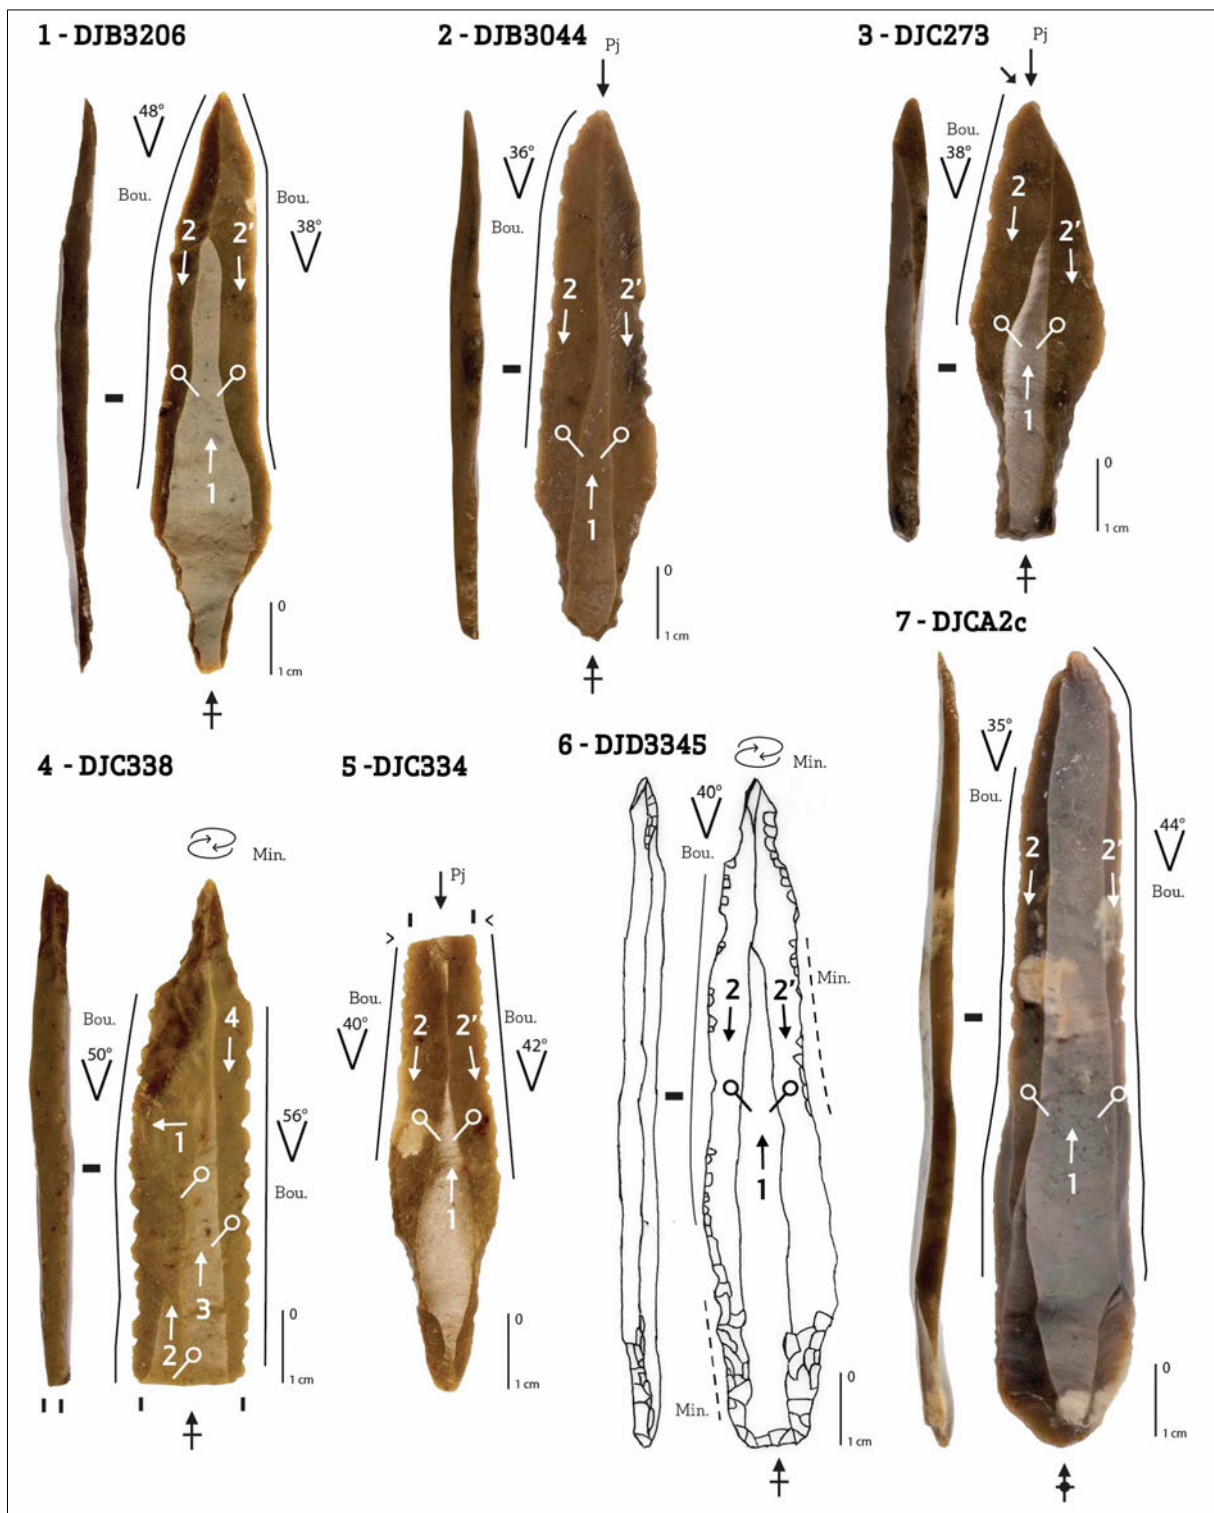 1 - DJB3206
48°
Bou.
Bou.
38°
2
2'
1
0
1 cm
2 - DJB3044
Pj
36°
Bou.
2
2'
1
0
1 cm
3 - DJC273
Pj
Bou.
38°
2
2'
1
0
1 cm
4 - DJC338
Min.
Bou.
50°
4
56°
1
Bou.
3
2
0
1 cm
5 -DJC334
Pj
Bou.
40°
Bou.
42°
2
2'
1
0
1 cm
6 - DJD3345
Min.
40°
Bou.
Min.
2
2'
1
Min.
0
1 cm
7 - DJCA2c
35°
Bou.
44°
Bou.
2
2'
1
0
1 cm